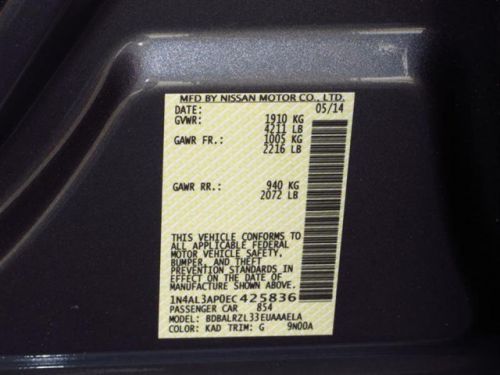 MFD BY NISSAN MOTOR CO., LTD.
DATE: 05/14
GVWR: 1910 KG
4211 LB
GAWR FR.: 1005 KG
2216 LB
GAWR RR.: 940 KG
2072 LB
THIS VEHICLE CONFORMS TO
ALL APPLICABLE FEDERAL
MOTOR VEHICLE SAFETY,
BUMPER, AND THEFT
PREVENTION STANDARDS IN
EFFECT ON THE DATE OF
MANUFACTURE SHOWN ABOVE.
1N4AL3AP0EC425836
PASSENGER CAR 854
MODEL: BDBALRZL33EUAAAELA
COLOR: KAD TRIM: G 9N00A